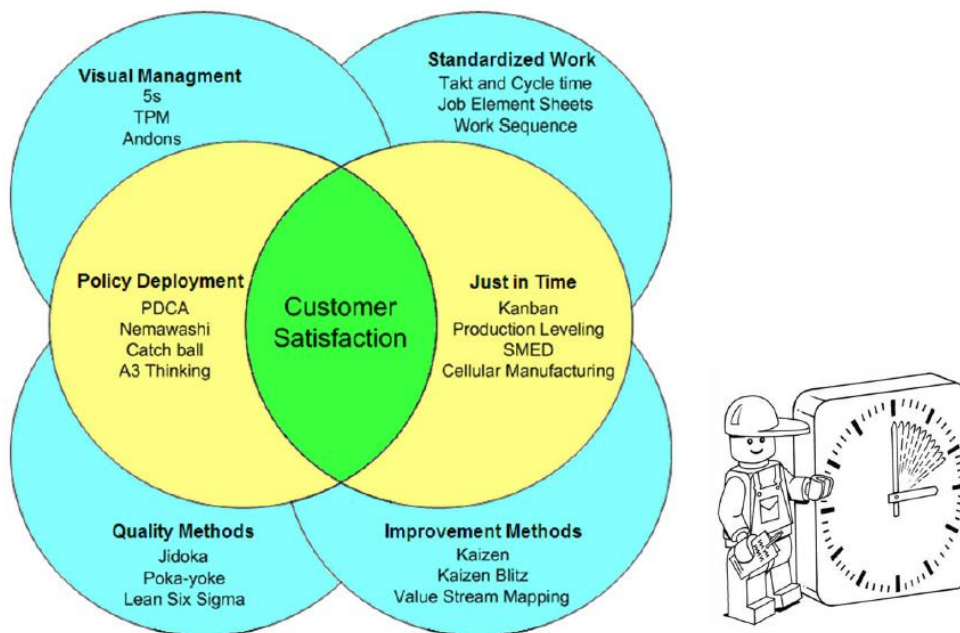 Visual Managment
5s
TPM
Andons
Standardized Work
Takt and Cycle time
Job Element Sheets
Work Sequence
Policy Deployment
PDCA
Nemawashi
Catch ball
A3 Thinking
Customer
Satisfaction
Just in Time
Kanban
Production Leveling
SMED
Cellular Manufacturing
Quality Methods
Jidoka
Poka-yoke
Lean Six Sigma
Improvement Methods
Kaizen
Kaizen Blitz
Value Stream Mapping